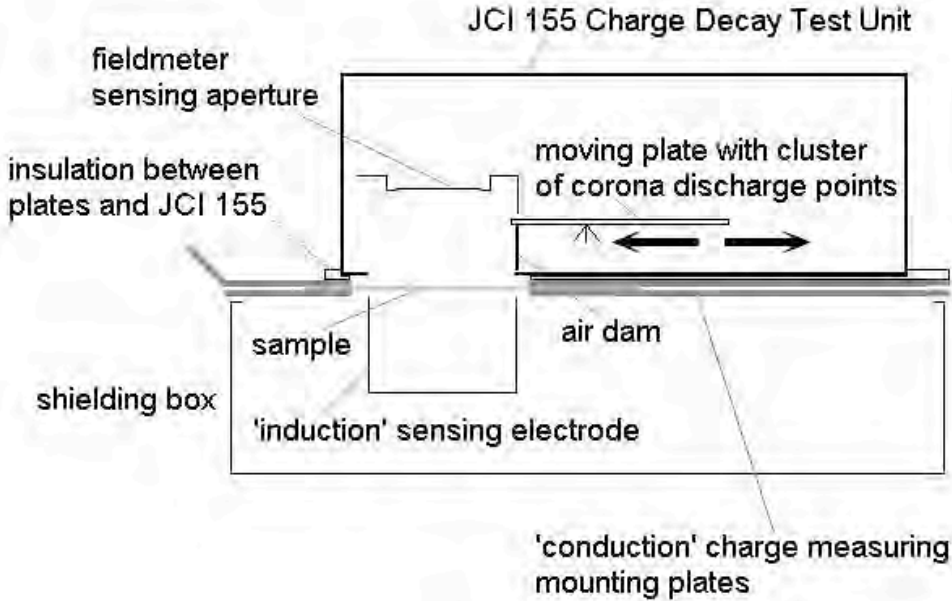 JCI 155 Charge Decay Test Unit
fieldmeter
sensing aperture
moving plate with cluster
of corona discharge points
insulation between
plates and JCI 155
sample
air dam
shielding box
'induction' sensing electrode
'conduction' charge measuring
mounting plates